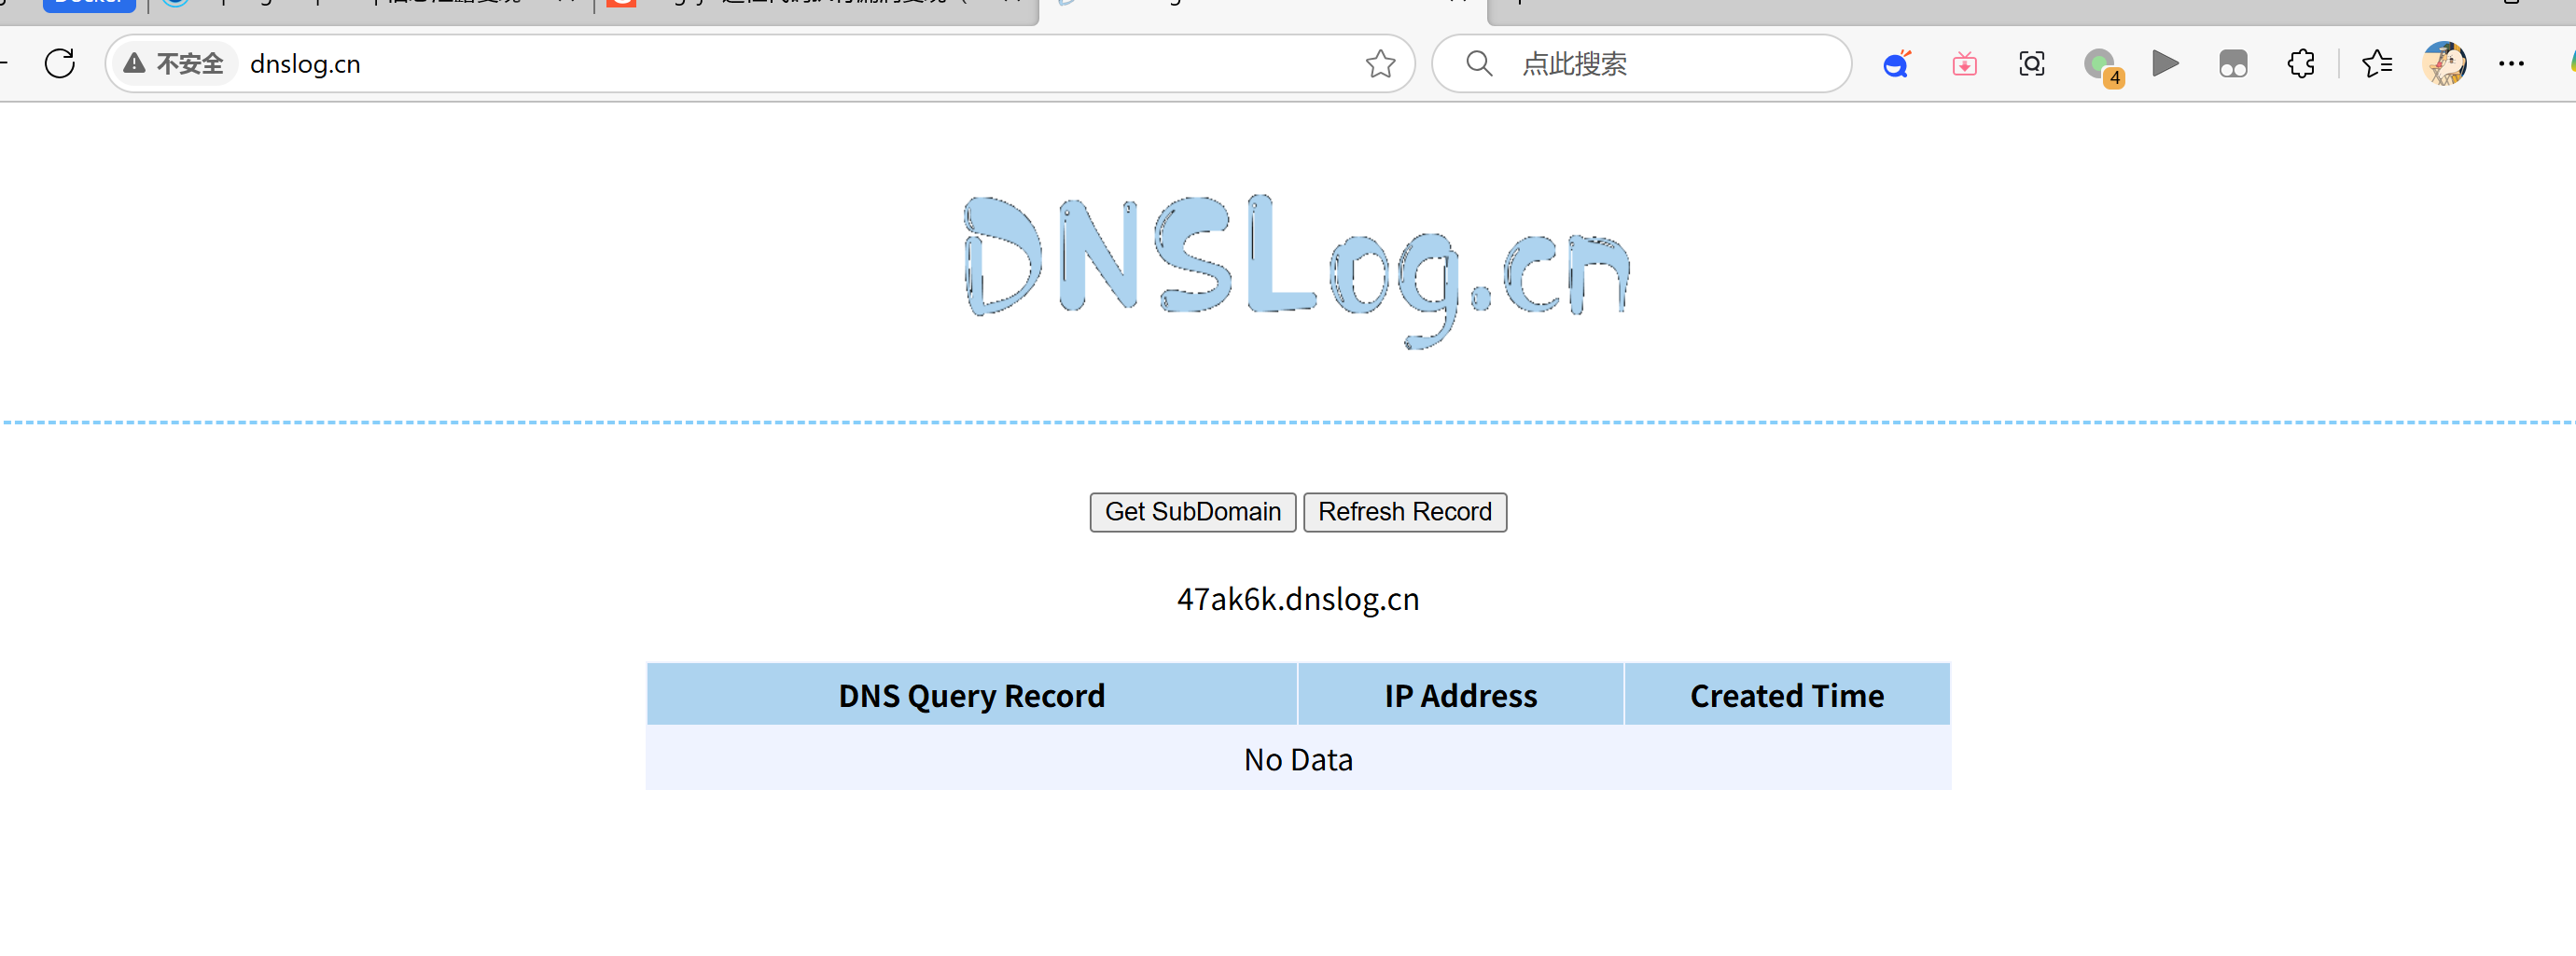 不安全 dnslog.cn
点此搜索
4
DNSLog.cn
Get SubDomain Refresh Record
47ak6k.dnslog.cn
DNS Query Record IP Address Created Time
No Data